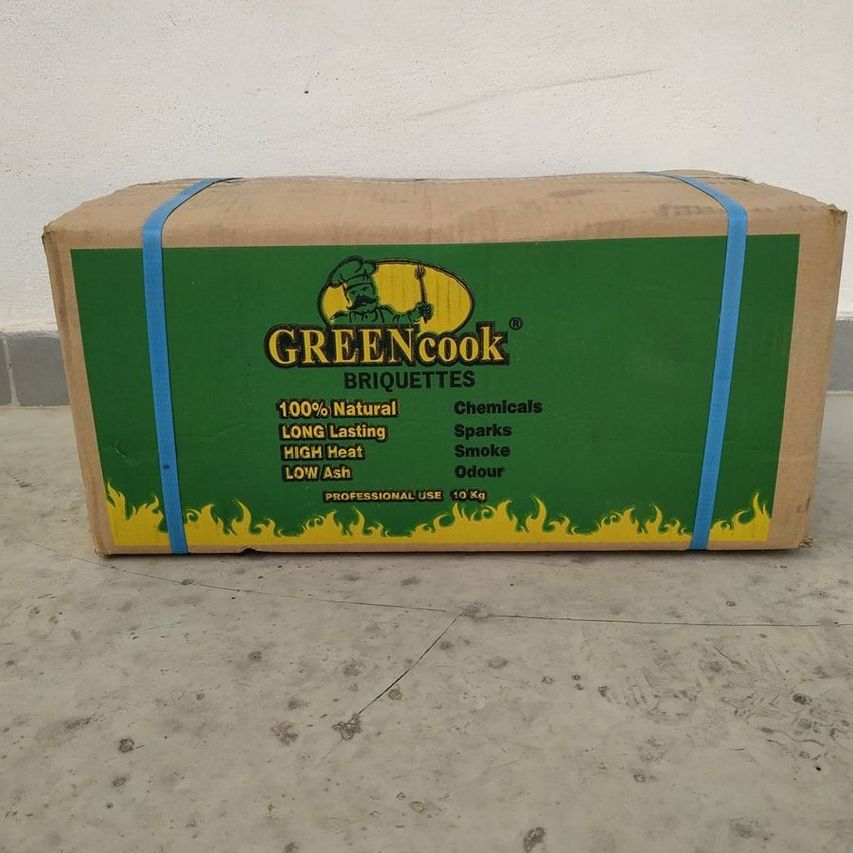 GREENcook®
BRIQUETTES
100% Natural Chemicals
LONG Lasting Sparks
HIGH Heat Smoke
LOW Ash Odour
PROFESSIONAL USE 10 Kg